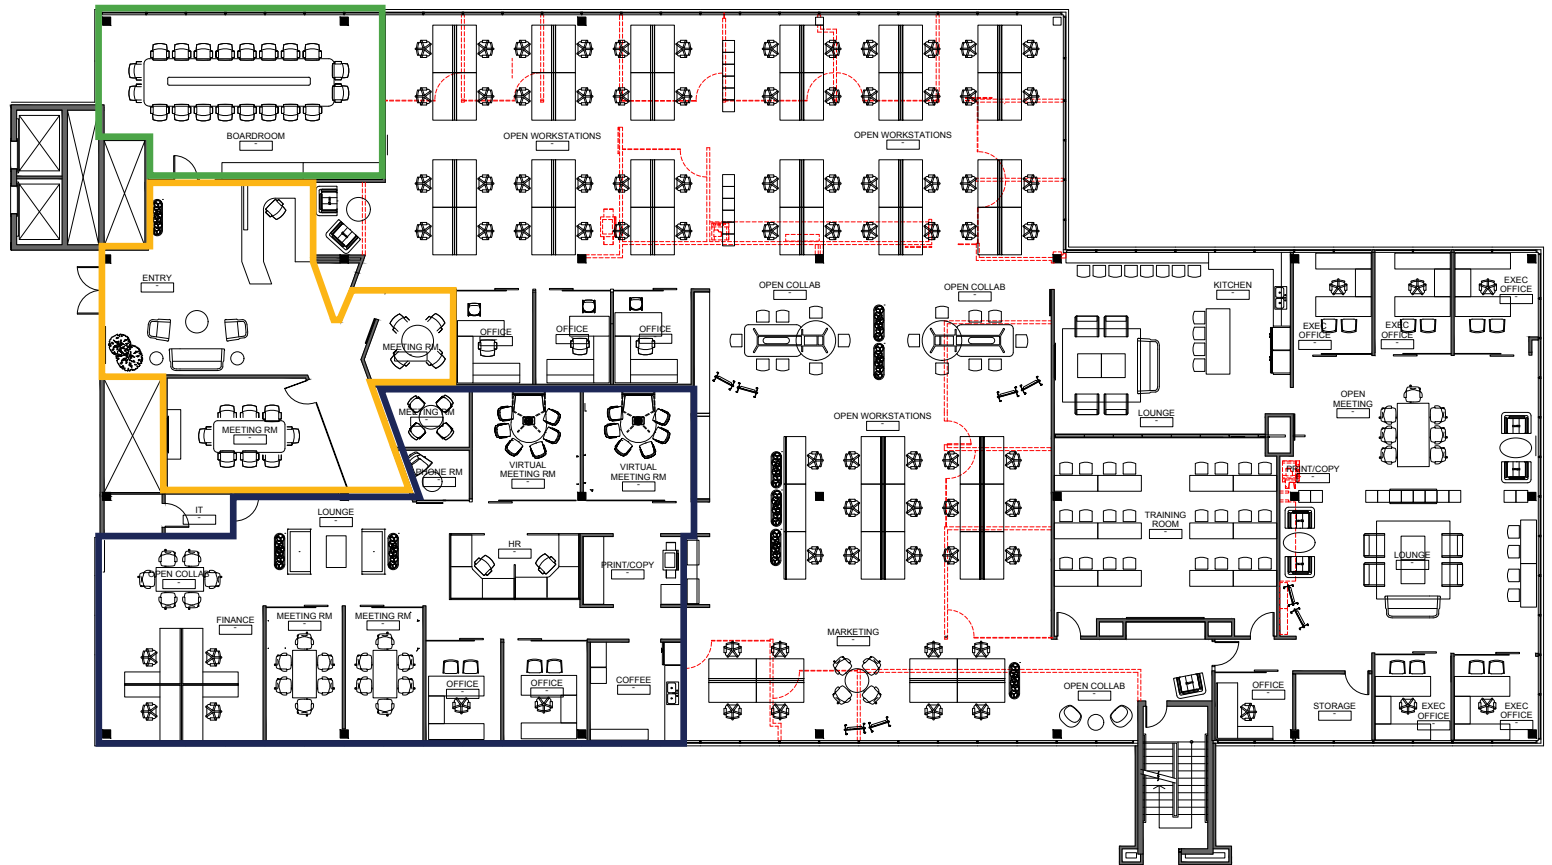 BOARDROOM
OPEN WORKSTATIONS
OPEN WORKSTATIONS
ENTRY
OPEN COLLAB
OPEN COLLAB
KITCHEN
EXEC
OFFICE
EXEC
OFFICE
EXEC
OFFICE
OFFICE
OFFICE
OFFICE
MEETING RM
OPEN
MEETING
MEETING RM
OPEN WORKSTATIONS
LOUNGE
MEETING RM
VIRTUAL
MEETING RM
VIRTUAL
MEETING RM
PHONE RM
PRINT/COPY
IT
LOUNGE
TRAINING
ROOM
HR
LOUNGE
PRINT/COPY
OPEN COLLAB
FINANCE
MEETING RM
MEETING RM
MARKETING
OFFICE
OFFICE
COFFEE
OPEN COLLAB
OFFICE
STORAGE
EXEC
OFFICE
EXEC
OFFICE